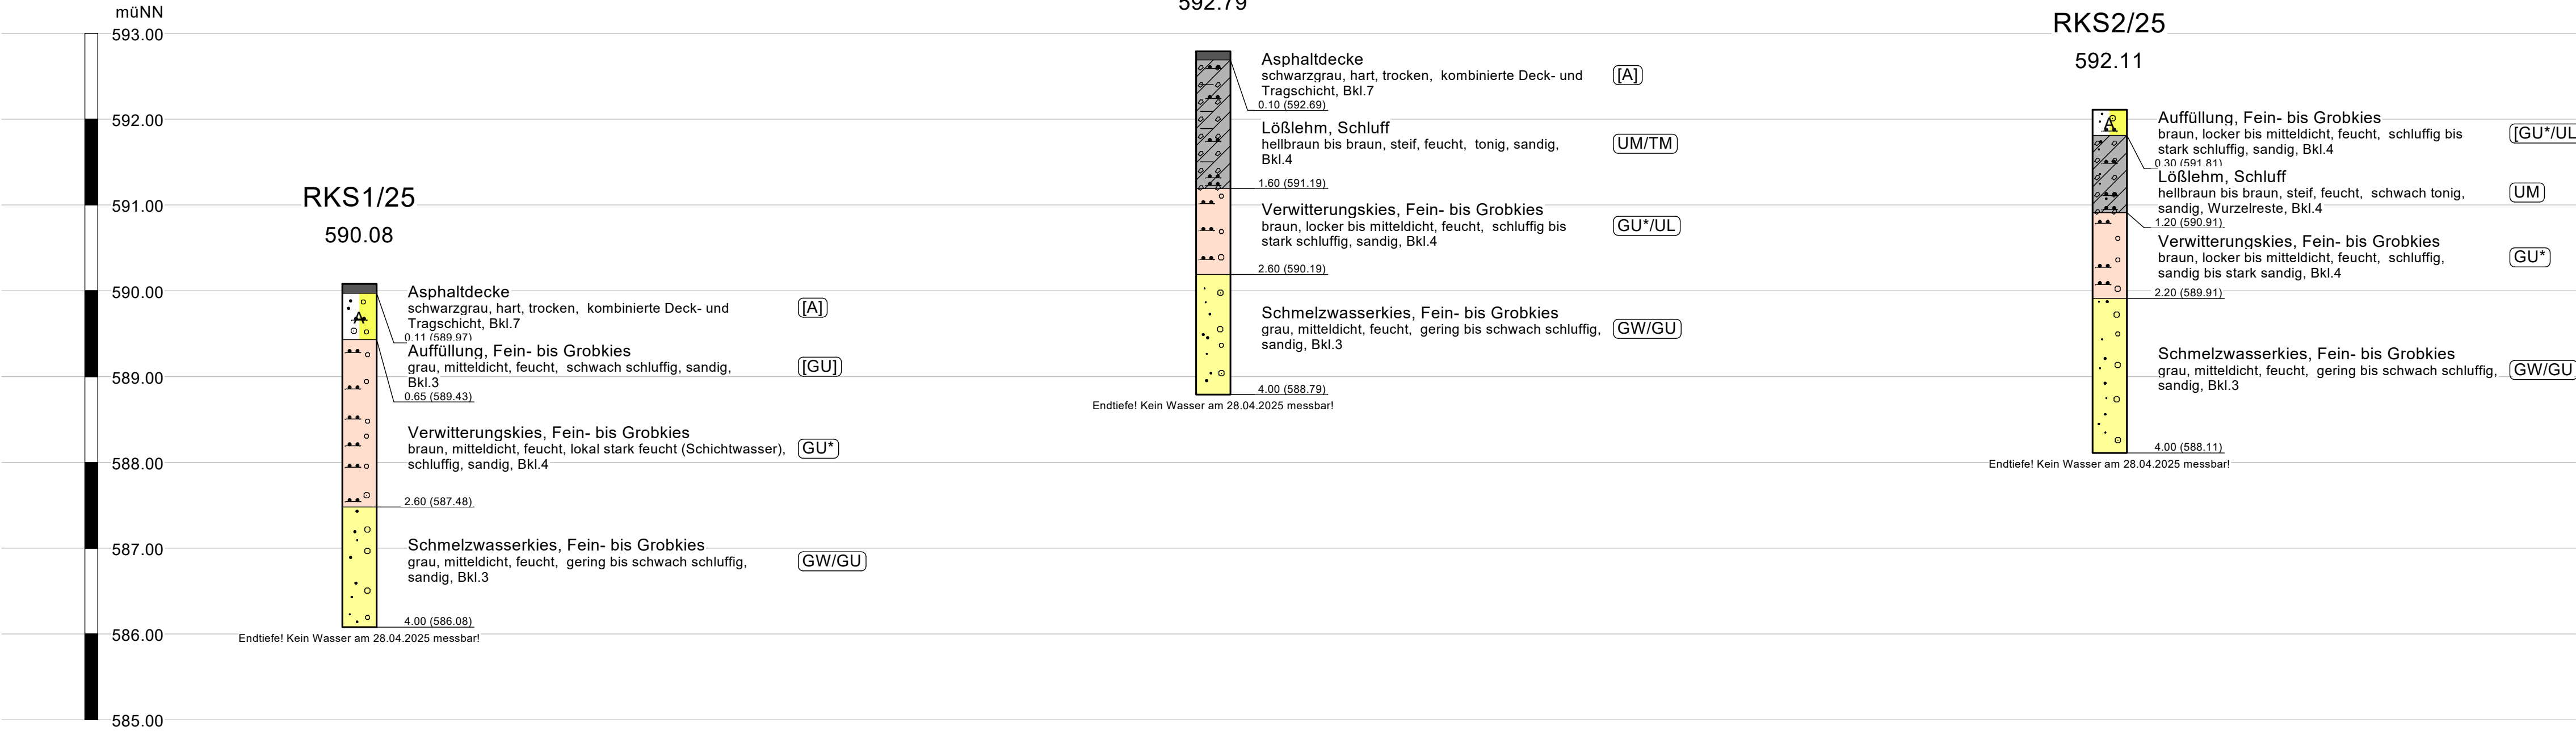 müNN
593.00
592.00
591.00
590.00
589.00
588.00
587.00
586.00
585.00
RKS1/25
590.08
A
Asphaltdecke
schwarzgrau, hart, trocken, kombinierte Deck- und
Tragschicht, Bkl.7
[A]
0.11 (589.97)
Auffüllung, Fein- bis Grobkies
grau, mitteldicht, feucht, schwach schluffig, sandig,
Bkl.3
[GU]
0.65 (589.43)
Verwitterungskies, Fein- bis Grobkies
braun, mitteldicht, feucht, lokal stark feucht (Schichtwasser),
schluffig, sandig, Bkl.4
GU*
2.60 (587.48)
Schmelzwasserkies, Fein- bis Grobkies
grau, mitteldicht, feucht, gering bis schwach schluffig,
sandig, Bkl.3
GW/GU
4.00 (586.08)
Endtiefe! Kein Wasser am 28.04.2025 messbar!
592.79
Asphaltdecke
schwarzgrau, hart, trocken, kombinierte Deck- und
Tragschicht, Bkl.7
[A]
0.10 (592.69)
Lößlehm, Schluff
hellbraun bis braun, steif, feucht, tonig, sandig,
Bkl.4
UM/TM
1.60 (591.19)
Verwitterungskies, Fein- bis Grobkies
braun, locker bis mitteldicht, feucht, schluffig bis
stark schluffig, sandig, Bkl.4
GU*/UL
2.60 (590.19)
Schmelzwasserkies, Fein- bis Grobkies
grau, mitteldicht, feucht, gering bis schwach schluffig,
sandig, Bkl.3
GW/GU
4.00 (588.79)
Endtiefe! Kein Wasser am 28.04.2025 messbar!
RKS2/25
592.11
A
Auffüllung, Fein- bis Grobkies
braun, locker bis mitteldicht, feucht, schluffig bis
stark schluffig, sandig, Bkl.4
[GU*/UL
0.30 (591.81)
Lößlehm, Schluff
hellbraun bis braun, steif, feucht, schwach tonig,
sandig, Wurzelreste, Bkl.4
UM
1.20 (590.91)
Verwitterungskies, Fein- bis Grobkies
braun, locker bis mitteldicht, feucht, schluffig,
sandig bis stark sandig, Bkl.4
GU*
2.20 (589.91)
Schmelzwasserkies, Fein- bis Grobkies
grau, mitteldicht, feucht, gering bis schwach schluffig,
sandig, Bkl.3
GW/GU
4.00 (588.11)
Endtiefe! Kein Wasser am 28.04.2025 messbar!